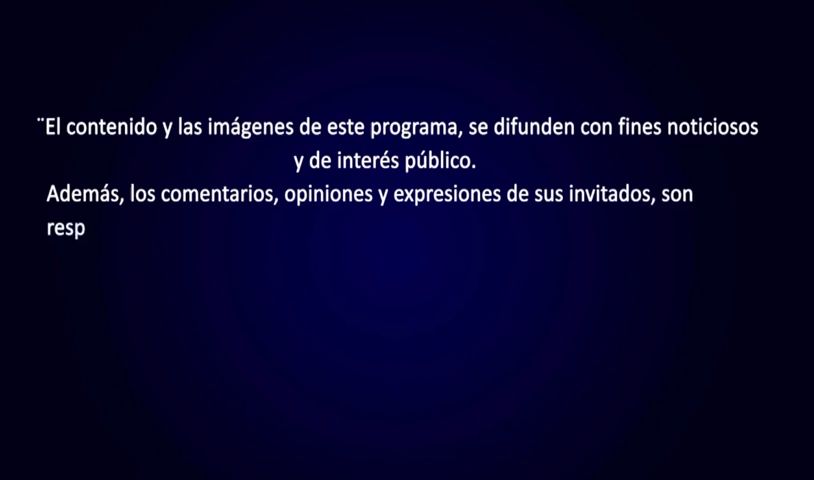 ¨El contenido y las imágenes de este programa, se difunden con fines noticiosos
y de interés público.
Además, los comentarios, opiniones y expresiones de sus invitados, son
resp